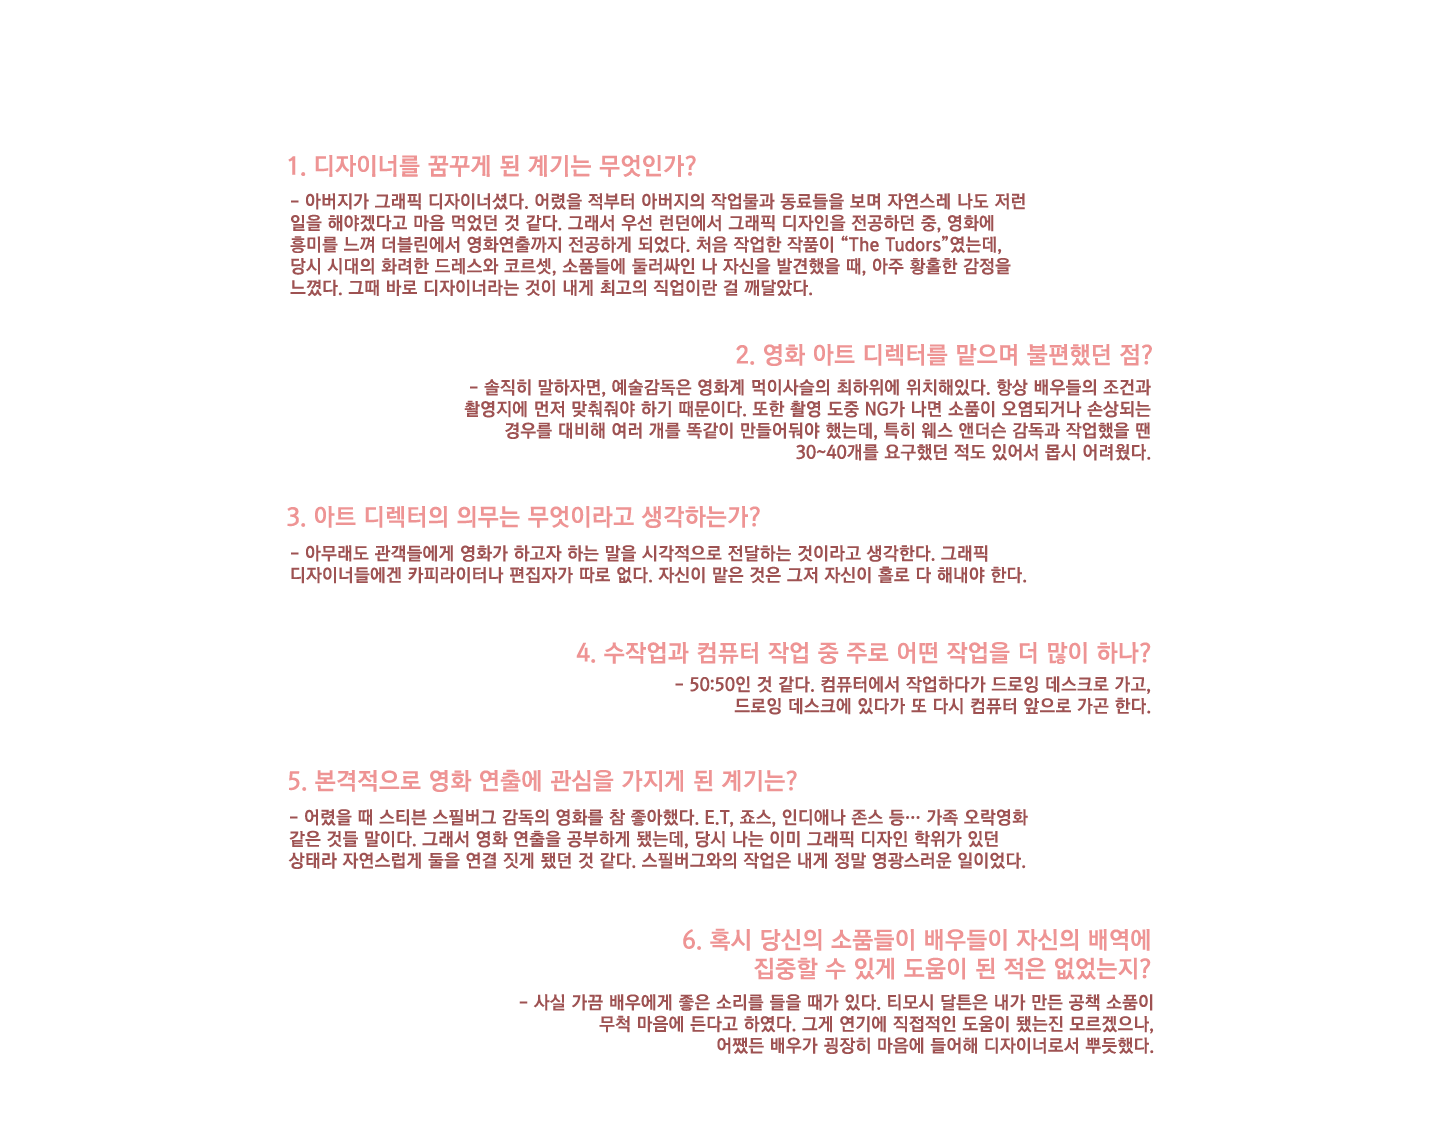 1. 디자이너를 꿈꾸게 된 계기는 무엇인가?
- 아버지가 그래픽 디자이너셨다. 어렸을 적부터 아버지의 작업물과 동료들을 보며 자연스레 나도 저런
일을 해야겠다고 마음 먹었던 것 같다. 그래서 우선 런던에서 그래픽 디자인을 전공하던 중, 영화에
흥미를 느껴 더블린에서 영화연출까지 전공하게 되었다. 처음 작업한 작품이 “The Tudors”였는데,
당시 시대의 화려한 드레스와 코르셋, 소품들에 둘러싸인 나 자신을 발견했을 때, 아주 황홀한 감정을
느꼈다. 그때 바로 디자이너라는 것이 내게 최고의 직업이란 걸 깨달았다.
2. 영화 아트 디렉터를 맡으며 불편했던 점?
- 솔직히 말하자면, 예술감독은 영화계 먹이사슬의 최하위에 위치해있다. 항상 배우들의 조건과
촬영지에 먼저 맞춰줘야 하기 때문이다. 또한 촬영 도중 NG가 나면 소품이 오염되거나 손상되는
경우를 대비해 여러 개를 똑같이 만들어둬야 했는데, 특히 웨스 앤더슨 감독과 작업했을 땐
30~40개를 요구했던 적도 있어서 몹시 어려웠다.
3. 아트 디렉터의 의무는 무엇이라고 생각하는가?
- 아무래도 관객들에게 영화가 하고자 하는 말을 시각적으로 전달하는 것이라고 생각한다. 그래픽
디자이너들에겐 카피라이터나 편집자가 따로 없다. 자신이 맡은 것은 그저 자신이 홀로 다 해내야 한다.
4. 수작업과 컴퓨터 작업 중 주로 어떤 작업을 더 많이 하나?
- 50:50인 것 같다. 컴퓨터에서 작업하다가 드로잉 데스크로 가고,
드로잉 데스크에 있다가 또 다시 컴퓨터 앞으로 가곤 한다.
5. 본격적으로 영화 연출에 관심을 가지게 된 계기는?
- 어렸을 때 스티븐 스필버그 감독의 영화를 참 좋아했다. E.T, 죠스, 인디애나 존스 등… 가족 오락영화
같은 것들 말이다. 그래서 영화 연출을 공부하게 됐는데, 당시 나는 이미 그래픽 디자인 학위가 있던
상태라 자연스럽게 둘을 연결 짓게 됐던 것 같다. 스필버그와의 작업은 내게 정말 영광스러운 일이었다.
6. 혹시 당신의 소품들이 배우들이 자신의 배역에
집중할 수 있게 도움이 된 적은 없었는지?
- 사실 가끔 배우에게 좋은 소리를 들을 때가 있다. 티모시 달튼은 내가 만든 공책 소품이
무척 마음에 든다고 하였다. 그게 연기에 직접적인 도움이 됐는진 모르겠으나,
어쨌든 배우가 굉장히 마음에 들어해 디자이너로서 뿌듯했다.